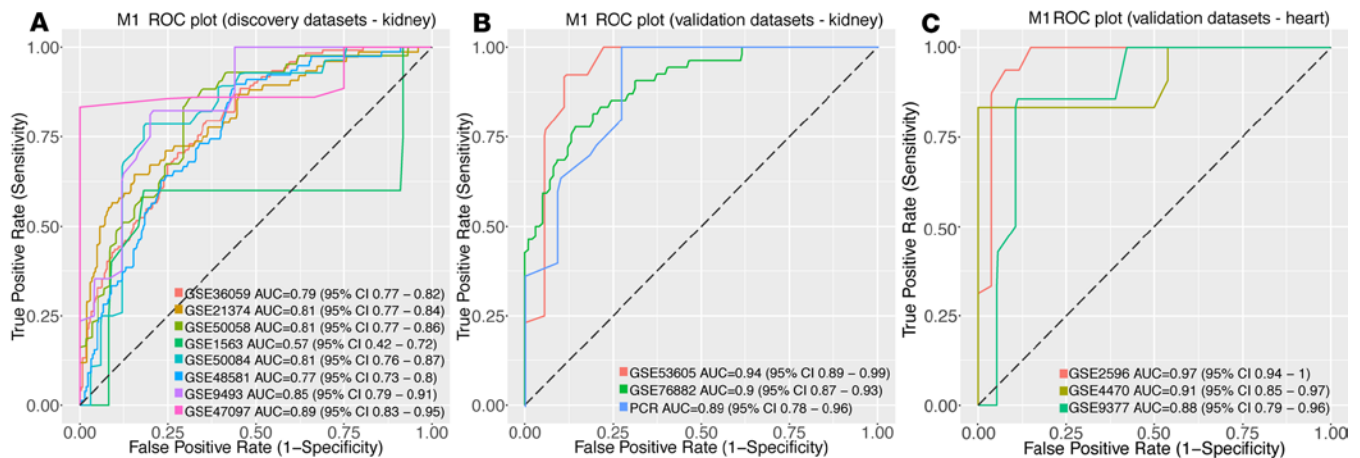 A
M1 ROC plot (discovery datasets - kidney)
1.00
0.75
0.50
0.25
0.00
True Positive Rate (Sensitivity)
GSE36059 AUC=0.79 (95% CI 0.77 – 0.82)
GSE21374 AUC=0.81 (95% CI 0.77 – 0.84)
GSE50058 AUC=0.81 (95% CI 0.77 – 0.86)
GSE1563 AUC=0.57 (95% CI 0.42 – 0.72)
GSE50084 AUC=0.81 (95% CI 0.76 – 0.87)
GSE48581 AUC=0.77 (95% CI 0.73 – 0.8)
GSE9493 AUC=0.85 (95% CI 0.79 – 0.91)
GSE47097 AUC=0.89 (95% CI 0.83 – 0.95)
0.00 0.25 0.50 0.75 1.00
False Positive Rate (1-Specificity)
B
M1 ROC plot (validation datasets - kidney)
1.00
0.75
0.50
0.25
0.00
True Positive Rate (Sensitivity)
GSE53605 AUC=0.94 (95% CI 0.89 – 0.99)
GSE76882 AUC=0.9 (95% CI 0.87 – 0.93)
PCR AUC=0.89 (95% CI 0.78 – 0.96)
0.00 0.25 0.50 0.75 1.00
False Positive Rate (1-Specificity)
C
M1 ROC plot (validation datasets - heart)
1.00
0.75
0.50
0.25
0.00
True Positive Rate (Sensitivity)
GSE2596 AUC=0.97 (95% CI 0.94 – 1)
GSE4470 AUC=0.91 (95% CI 0.85 – 0.97)
GSE9377 AUC=0.88 (95% CI 0.79 – 0.96)
0.00 0.25 0.50 0.75 1.00
False Positive Rate (1-Specificity)